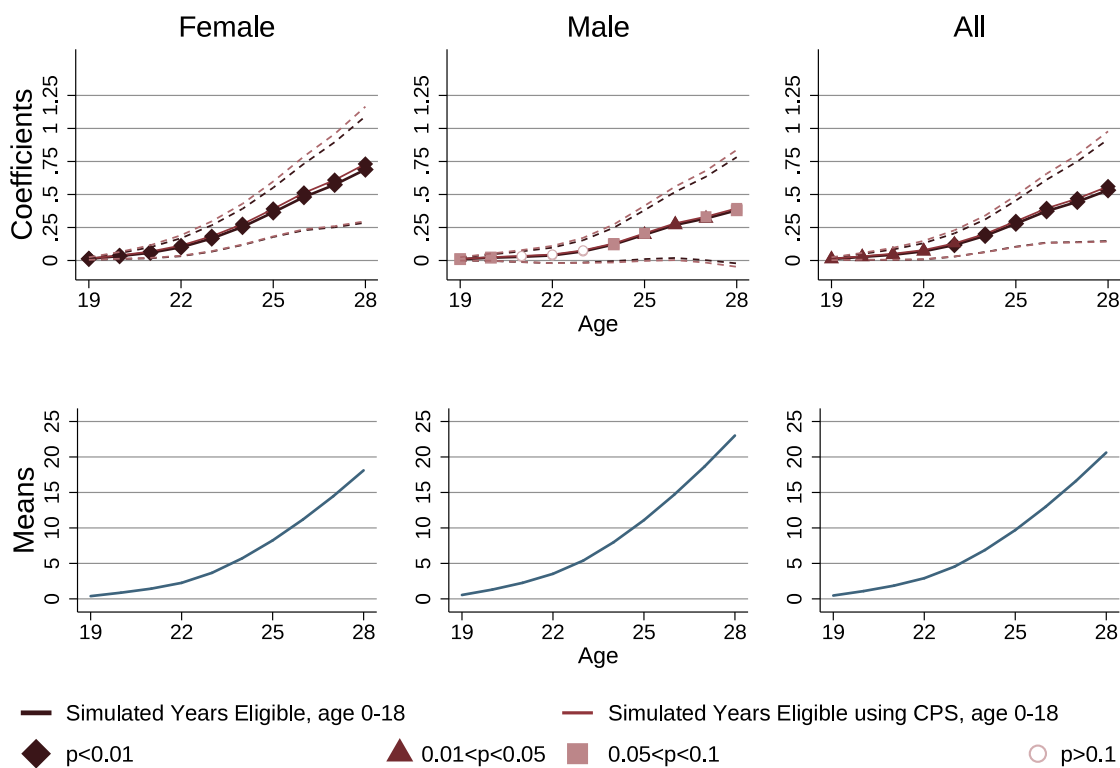 Female Male All
Coefficients
0 .25 .5 .75 1 1.25
19 22 25 28
0 .25 .5 .75 1 1.25
19 22 25 28
Age
0 .25 .5 .75 1 1.25
19 22 25 28
Means
0 5 10 15 20 25
19 22 25 28
0 5 10 15 20 25
19 22 25 28
Age
0 5 10 15 20 25
19 22 25 28
Simulated Years Eligible, age 0-18 Simulated Years Eligible using CPS, age 0-18
p<0.01 0.01<p<0.05 0.05<p<0.1 p>0.1